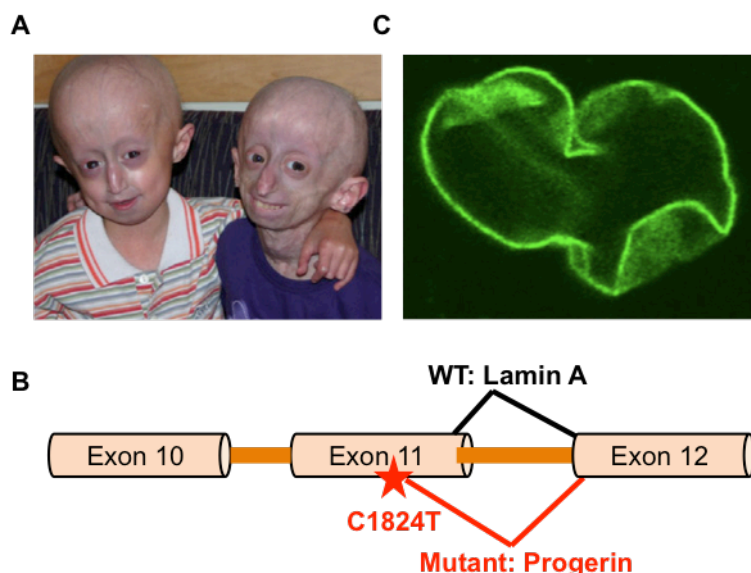 A
C
B
WT: Lamin A
Exon 10
Exon 11
Exon 12
C1824T
Mutant: Progerin